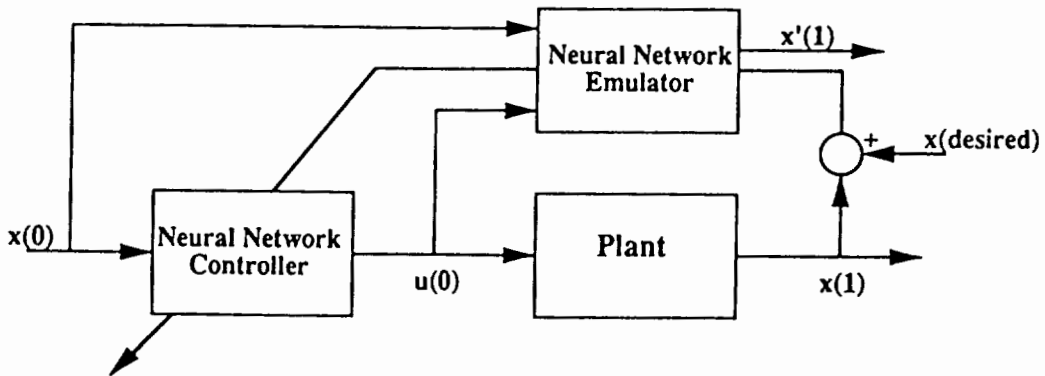 x'(1)
Neural Network
Emulator
+
x(desired)
x(0)
Neural Network
Controller
u(0)
Plant
x(1)